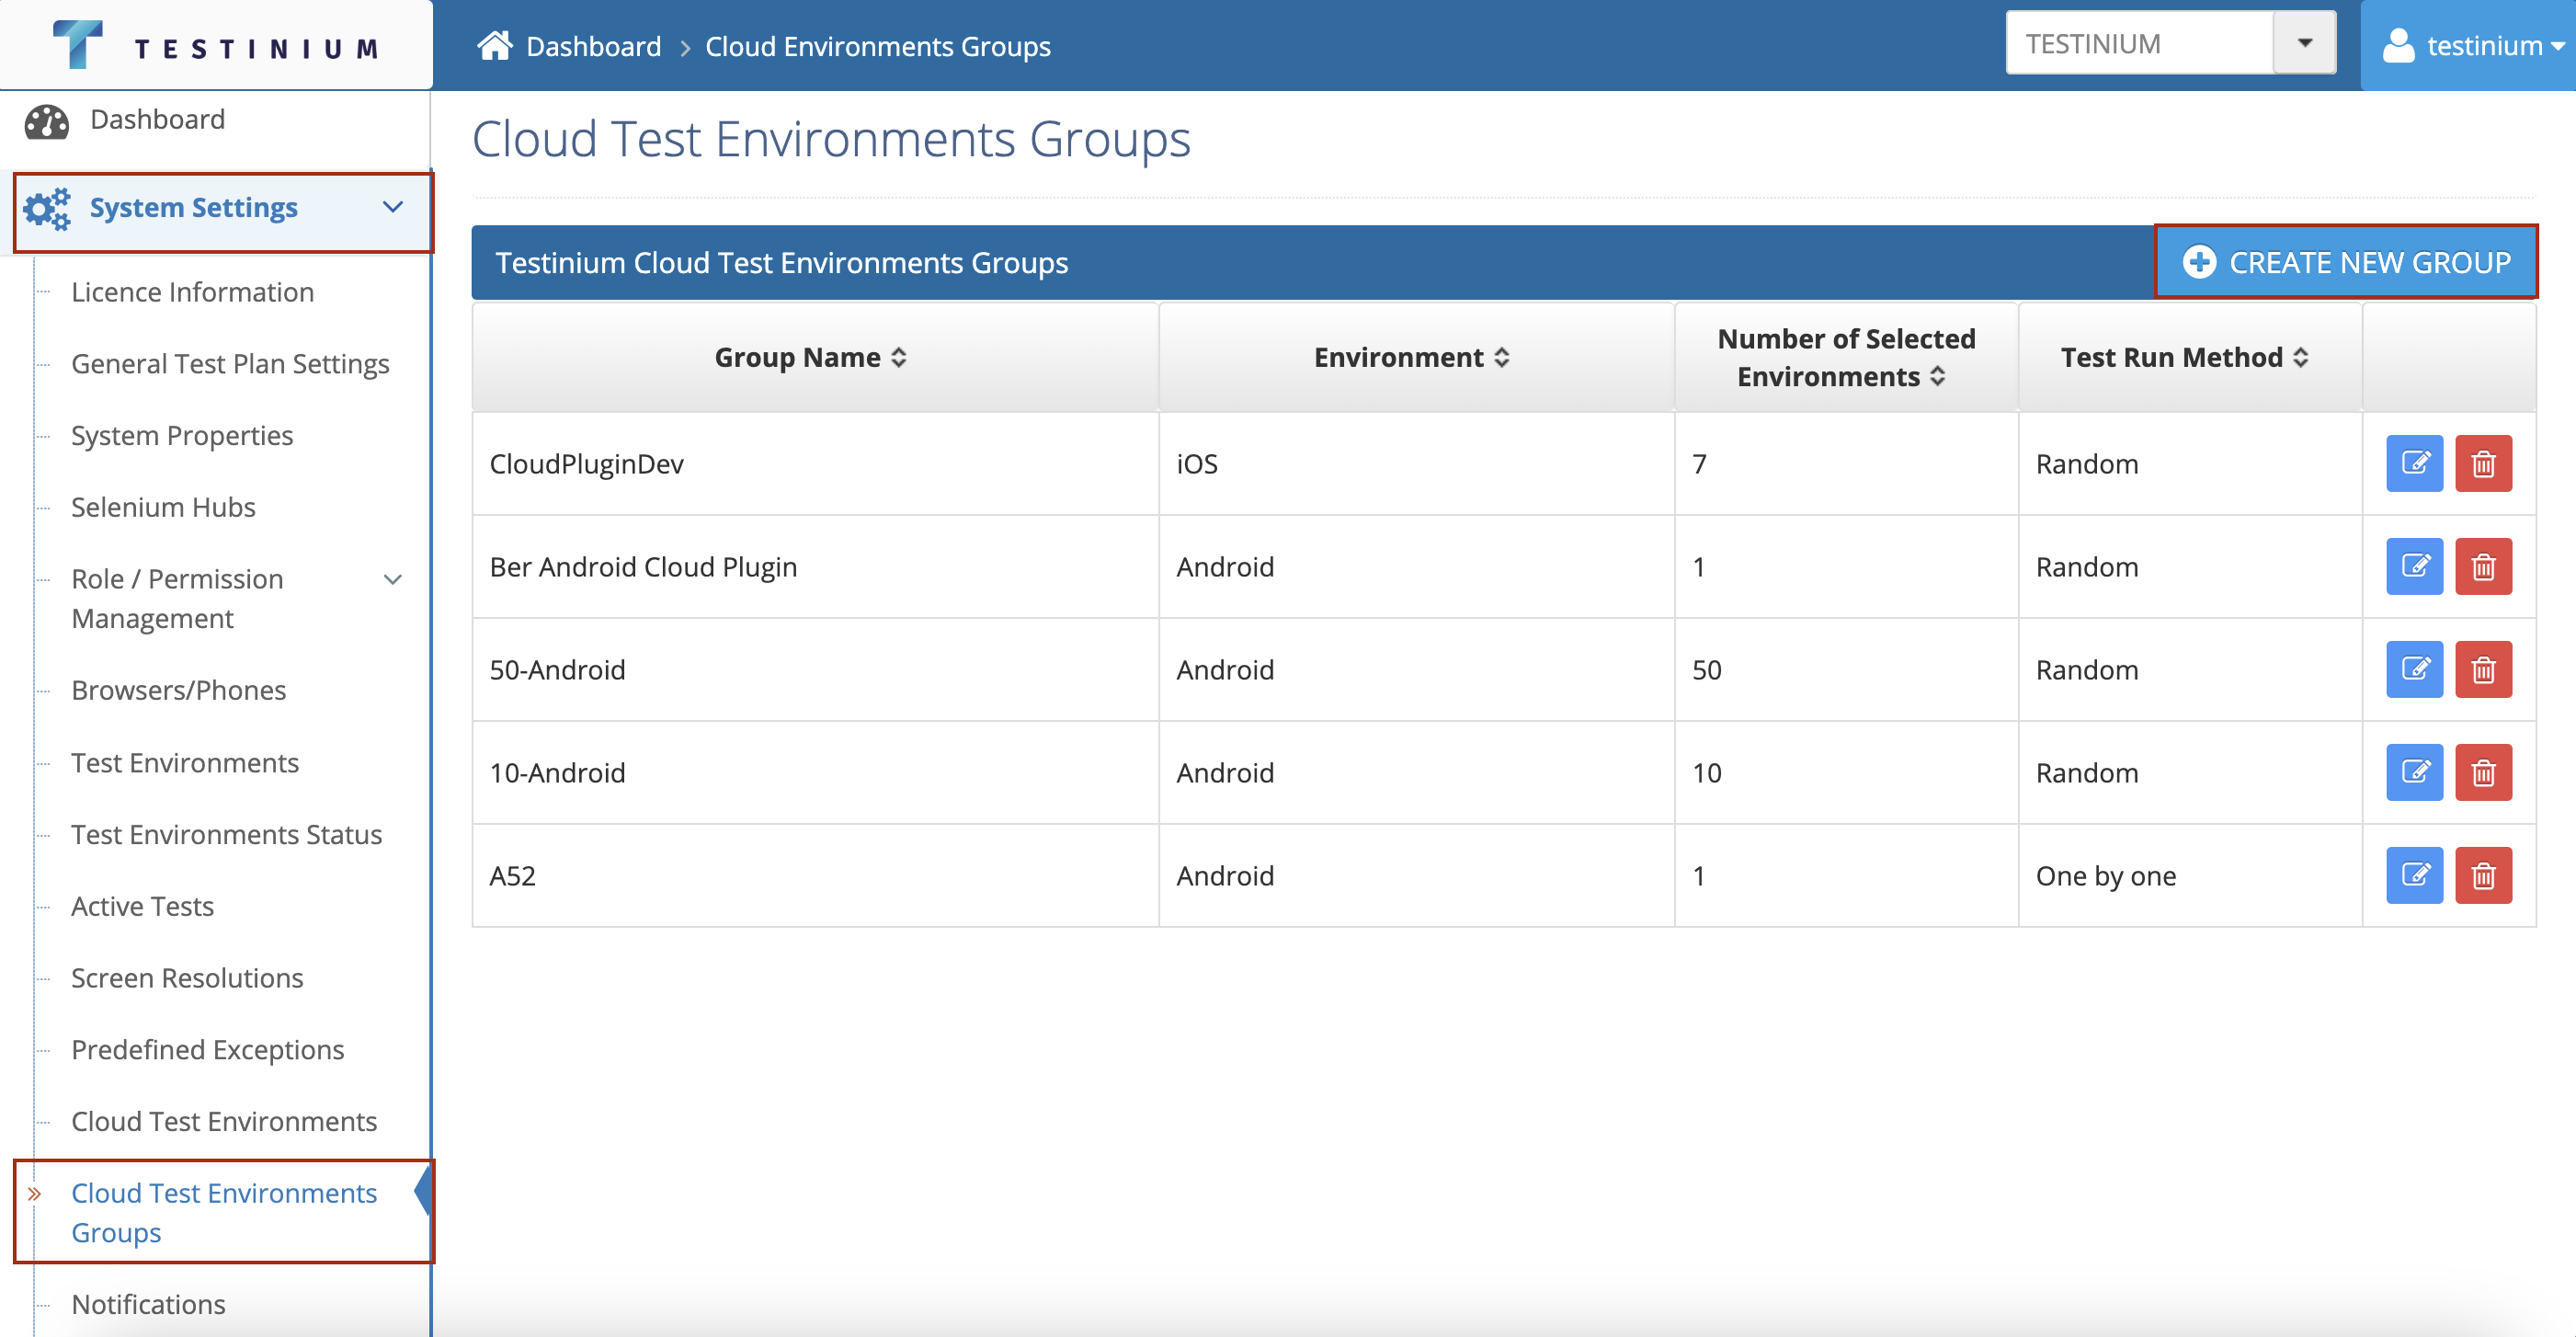 TESTINIUM
Dashboard
Cloud Environments Groups
TESTINIUM
testinium
Dashboard
System Settings
Licence Information
General Test Plan Settings
System Properties
Selenium Hubs
Role / Permission
Management
Browsers/Phones
Test Environments
Test Environments Status
Active Tests
Screen Resolutions
Predefined Exceptions
Cloud Test Environments
Cloud Test Environments
Groups
Notifications
Cloud Test Environments Groups
Testinium Cloud Test Environments Groups
CREATE NEW GROUP
Group Name
Environment
Number of Selected
Environments
Test Run Method
CloudPluginDev iOS 7 Random
Ber Android Cloud Plugin Android 1 Random
50-Android Android 50 Random
10-Android Android 10 Random
A52 Android 1 One by one